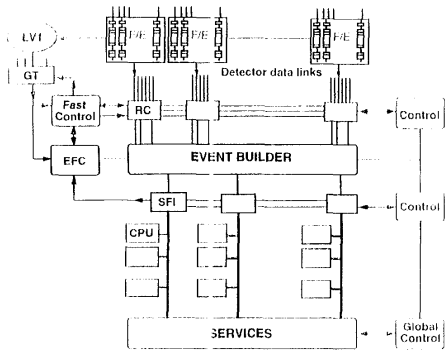 LV1
F/E
F/E
F/E
Detector data links
GT
Fast
Control
RC
Control
EFC
EVENT BUILDER
SFI
Control
CPU
SERVICES
Global
Control